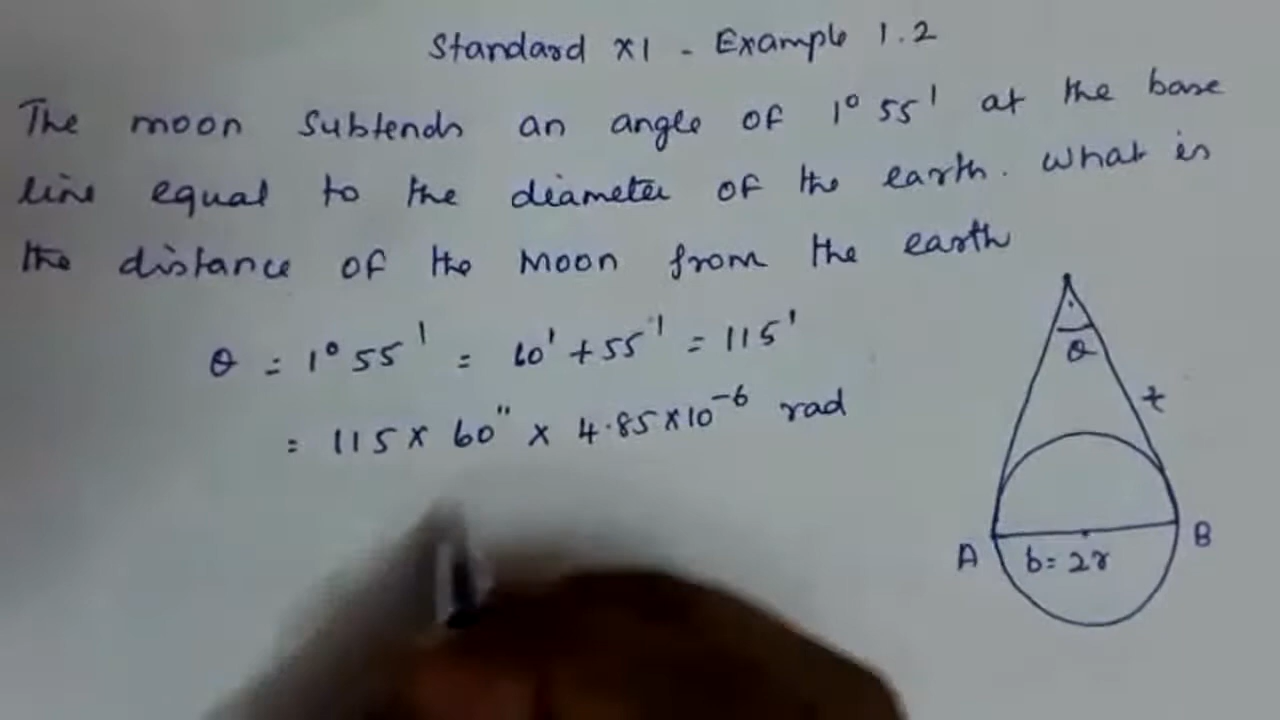 Standard XI - Example 1.2
The moon subtends an angle of 1° 55' at the base
line equal to the diameter of the earth. What is
the distance of the Moon from the earth
θ = 1° 55' = 60' + 55' = 115'
= 115 × 60" × 4.85 × 10⁻⁶ rad
θ
x
A
B
b = 2r